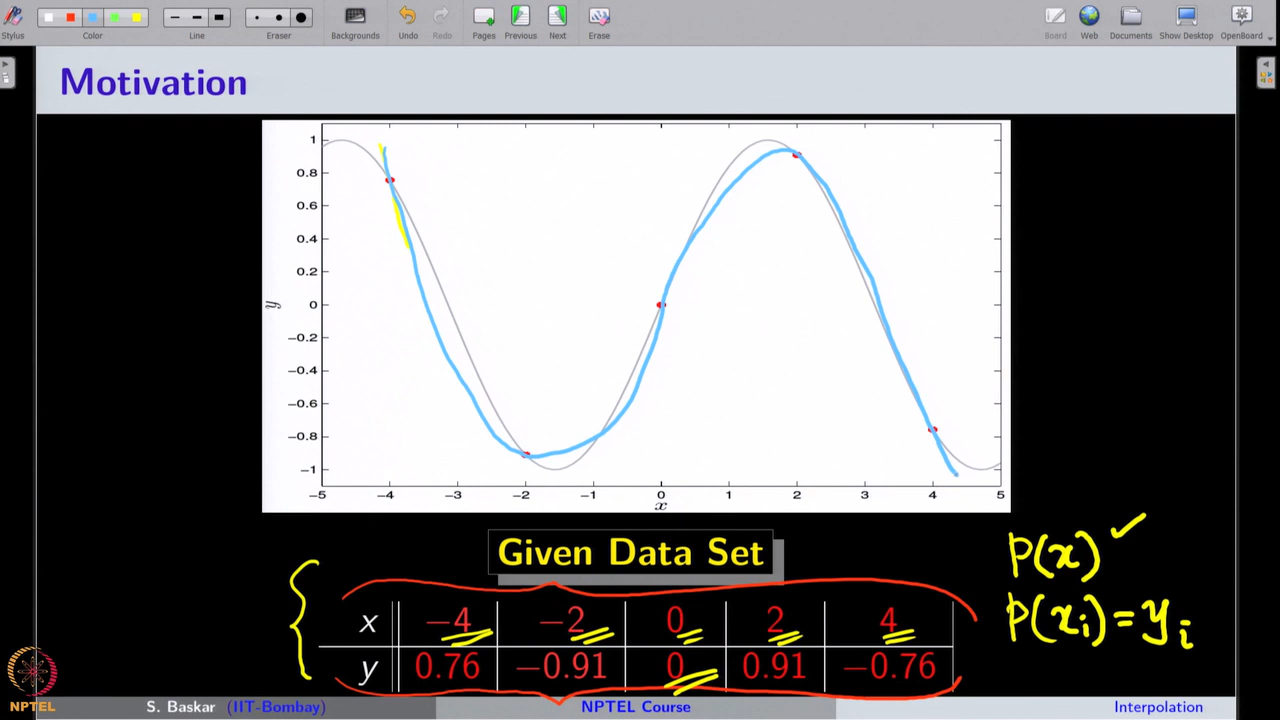 Stylus Color Line Eraser Backgrounds Undo Redo Pages Previous Next Erase Board Web Documents Show Desktop OpenBoard
Motivation
1
0.8
0.6
0.4
0.2
0
−0.2
−0.4
−0.6
−0.8
−1
y
−5 −4 −3 −2 −1 0 1 2 3 4 5
x
Given Data Set
x −4 −2 0 2 4
y 0.76 −0.91 0 0.91 −0.76
P(x) ✓
P(xᵢ) = yᵢ
NPTEL
S. Baskar (IIT-Bombay) NPTEL Course Interpolation